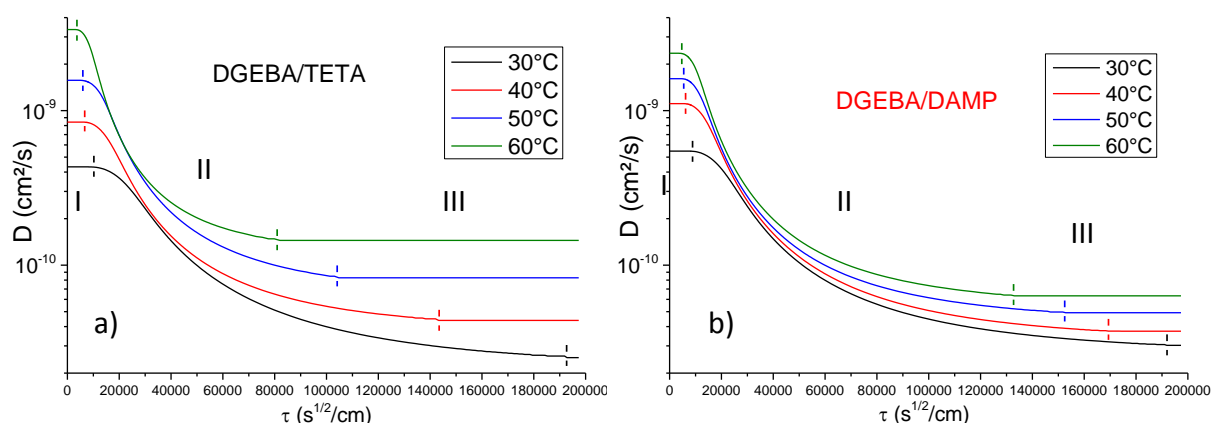 DGEBA/TETA
30°C
40°C
50°C
60°C
10⁻⁹
10⁻¹⁰
D (cm²/s)
I
II
III
a)
0 20000 40000 60000 80000 100000 120000 140000 160000 180000 200000
τ (s^1/2/cm)
DGEBA/DAMP
30°C
40°C
50°C
60°C
10⁻⁹
10⁻¹⁰
D (cm²/s)
I
II
III
b)
0 20000 40000 60000 80000 100000 120000 140000 160000 180000 200000
τ (s^1/2/cm)